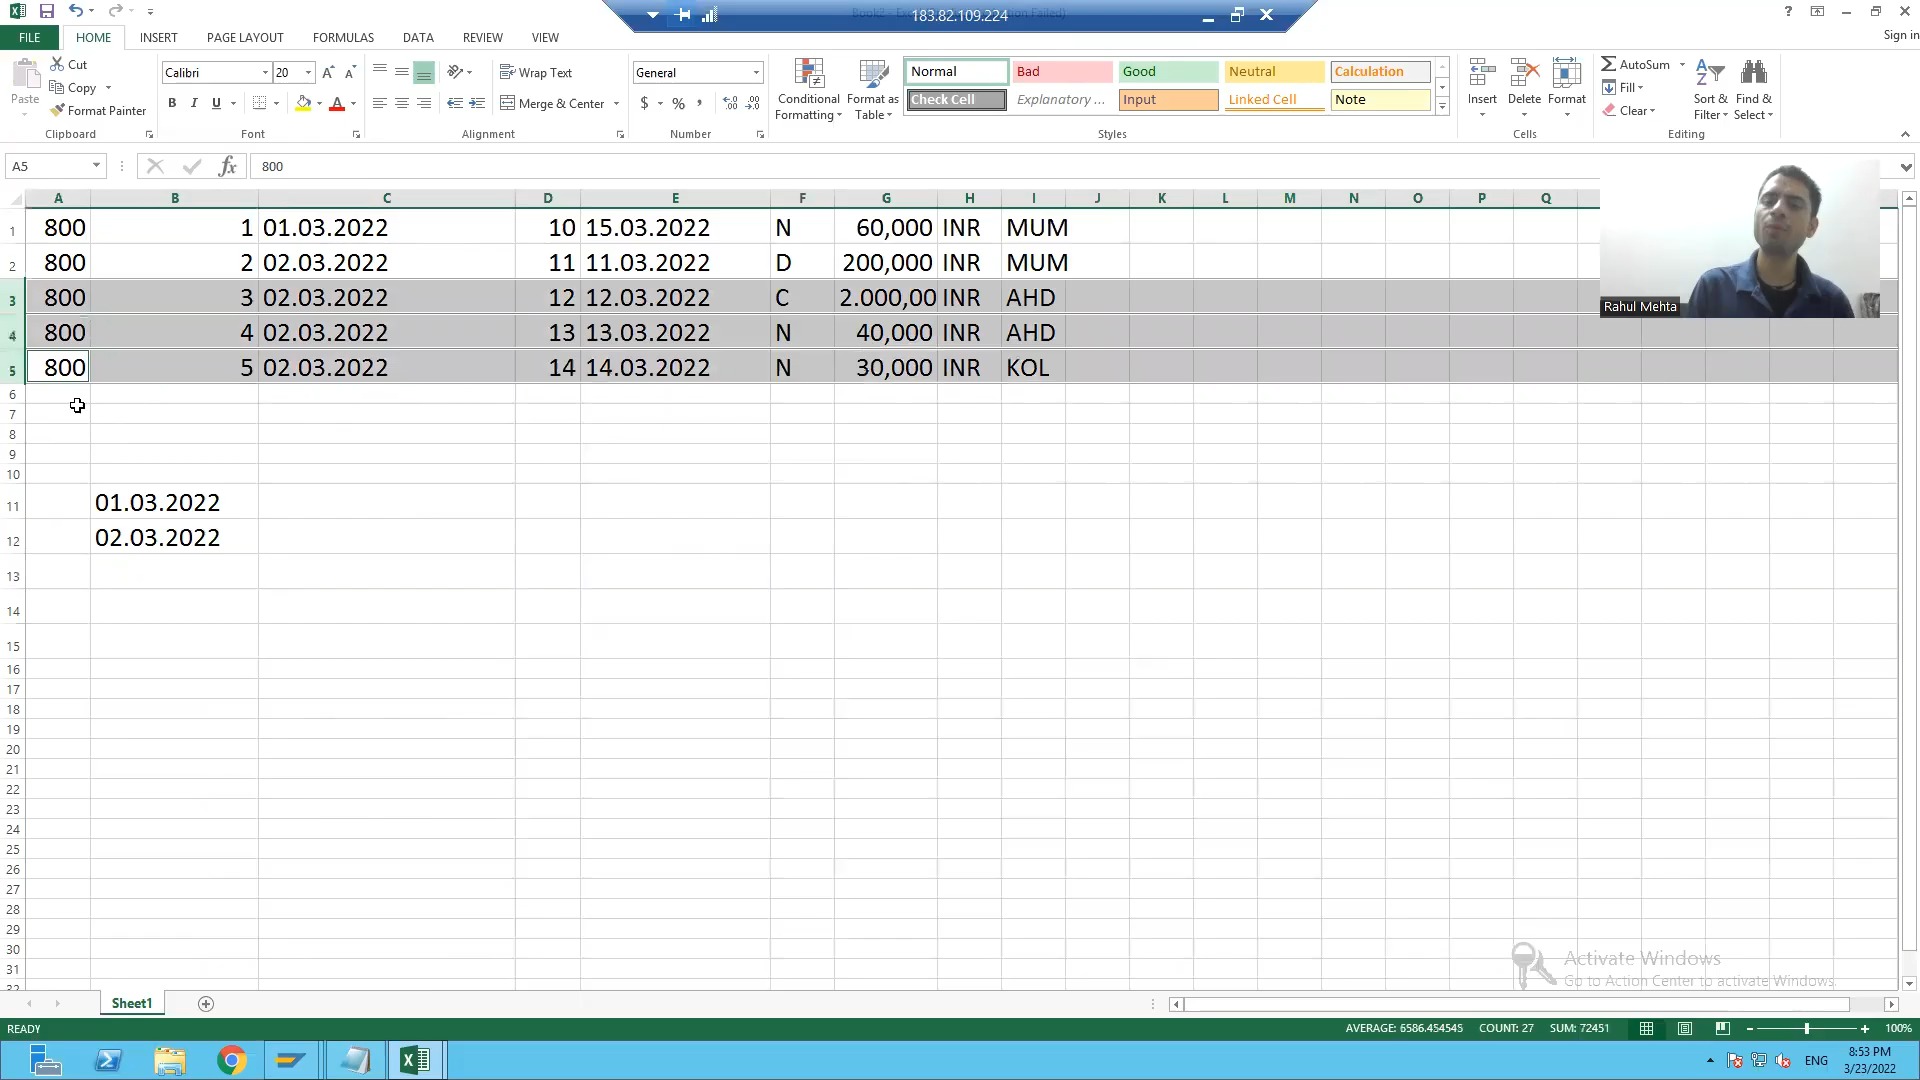 183.82.109.224
Sign in
FILE HOME INSERT PAGE LAYOUT FORMULAS DATA REVIEW VIEW
Paste
Cut
Copy
Format Painter
Clipboard
Calibri 20
B I U
Font
Wrap Text
Merge & Center
Alignment
General
$ % ,
Number
Conditional Formatting
Format as Table
Normal Bad Good Neutral Calculation
Check Cell Explanatory ... Input Linked Cell Note
Styles
Insert Delete Format
Cells
AutoSum
Fill
Clear
Sort & Filter
Find & Select
Editing
A5 fx 800
A B C D E F G H I J K L M N O P Q
1 800 1 01.03.2022 10 15.03.2022 N 60,000 INR MUM
2 800 2 02.03.2022 11 11.03.2022 D 200,000 INR MUM
3 800 3 02.03.2022 12 12.03.2022 C 2.000,00 INR AHD
4 800 4 02.03.2022 13 13.03.2022 N 40,000 INR AHD
5 800 5 02.03.2022 14 14.03.2022 N 30,000 INR KOL
Rahul Mehta
6
7
8
9
10
11 01.03.2022
12 02.03.2022
13
14
15
16
17
18
19
20
21
22
23
24
25
26
27
28
29
30
31
32
Activate Windows
Go to Action Center to activate Windows.
Sheet1
READY AVERAGE: 6586.454545 COUNT: 27 SUM: 72451 100%
ENG
8:53 PM
3/23/2022